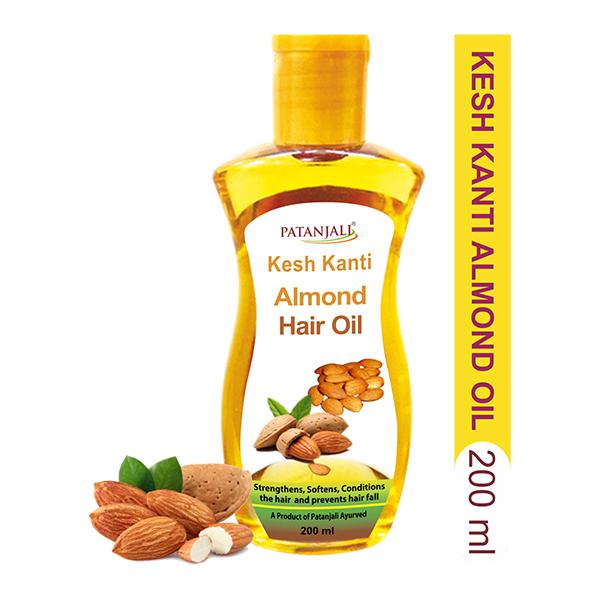 PATANJALI®
Kesh Kanti
Almond
Hair Oil
Strengthens, Softens, Conditions
the hair and prevents hair fall
A Product of Patanjali Ayurved
200 ml
KESH KANTI ALMOND OIL 200 ml